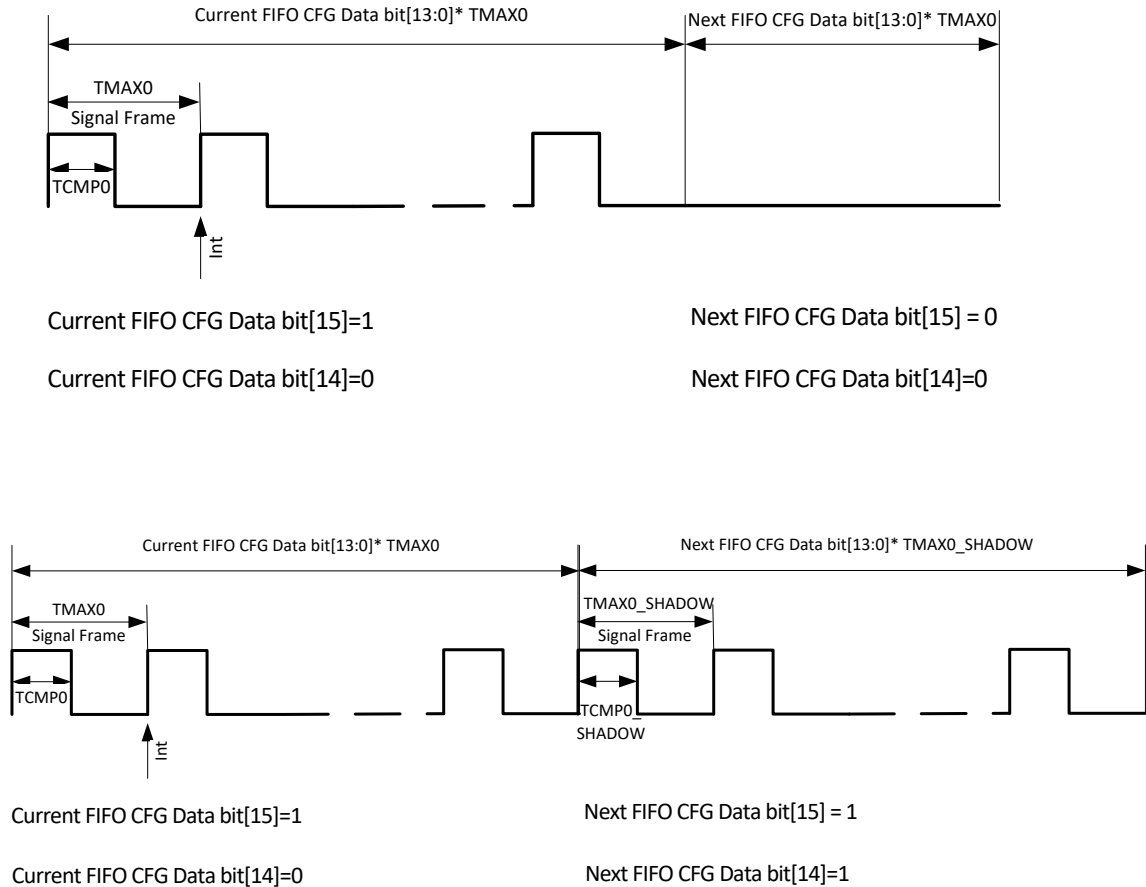 Current FIFO CFG Data bit[13:0]* TMAX0
Next FIFO CFG Data bit[13:0]* TMAX0
TMAX0
Signal Frame
TCMP0
Int
Current FIFO CFG Data bit[15]=1
Next FIFO CFG Data bit[15] = 0
Current FIFO CFG Data bit[14]=0
Next FIFO CFG Data bit[14]=0
Current FIFO CFG Data bit[13:0]* TMAX0
Next FIFO CFG Data bit[13:0]* TMAX0_SHADOW
TMAX0
Signal Frame
TMAX0_SHADOW
Signal Frame
TCMP0
TCMP0_
SHADOW
Int
Current FIFO CFG Data bit[15]=1
Next FIFO CFG Data bit[15] = 1
Current FIFO CFG Data bit[14]=0
Next FIFO CFG Data bit[14]=1